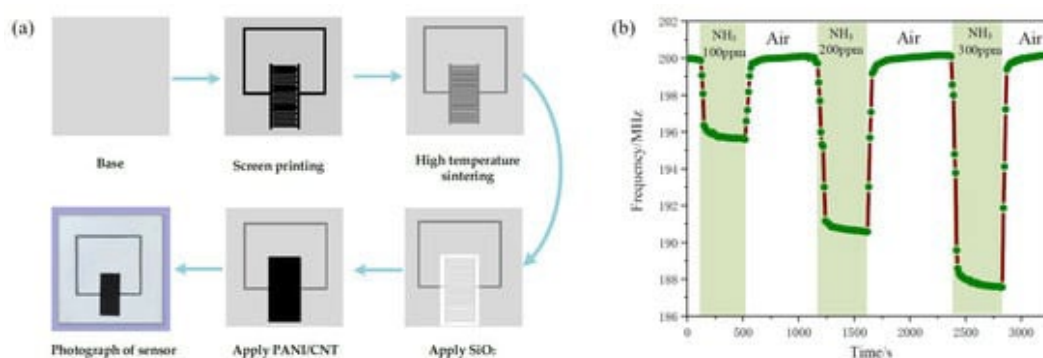 (a)
Base
Screen printing
High temperature
sintering
Photograph of sensor
Apply PANI/CNT
Apply SiO₂
(b)
NH₃
100ppm
Air
NH₃
200ppm
Air
NH₃
300ppm
Air
Frequency/MHz
202
200
198
196
194
192
190
188
186
0
500
1000
1500
2000
2500
3000
Time/s